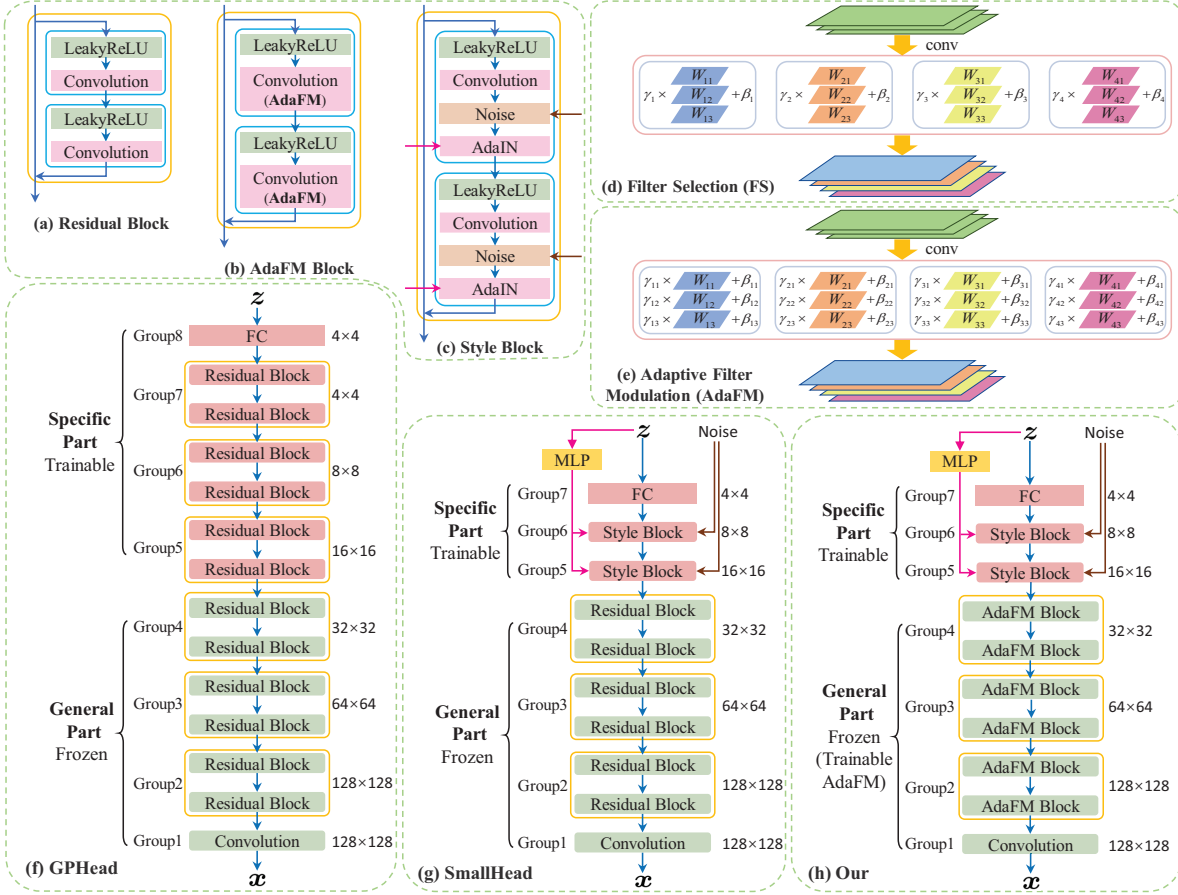 LeakyReLU
Convolution
LeakyReLU
Convolution
(a) Residual Block
LeakyReLU
Convolution
(AdaFM)
LeakyReLU
Convolution
(AdaFM)
(b) AdaFM Block
LeakyReLU
Convolution
Noise
AdaIN
LeakyReLU
Convolution
Noise
AdaIN
(c) Style Block
conv
W₁₁
γ₁ × W₁₂ + β₁
W₁₃
W₂₁
γ₂ × W₂₂ + β₂
W₂₃
W₃₁
γ₃ × W₃₂ + β₃
W₃₃
W₄₁
γ₄ × W₄₂ + β₄
W₄₃
(d) Filter Selection (FS)
conv
γ₁₁ × W₁₁ + β₁₁
γ₁₂ × W₁₂ + β₁₂
γ₁₃ × W₁₃ + β₁₃
γ₂₁ × W₂₁ + β₂₁
γ₂₂ × W₂₂ + β₂₂
γ₂₃ × W₂₃ + β₂₃
γ₃₁ × W₃₁ + β₃₁
γ₃₂ × W₃₂ + β₃₂
γ₃₃ × W₃₃ + β₃₃
γ₄₁ × W₄₁ + β₄₁
γ₄₂ × W₄₂ + β₄₂
γ₄₃ × W₄₃ + β₄₃
(e) Adaptive Filter
Modulation (AdaFM)
z
Group8 FC 4×4
Residual Block
Group7 4×4
Residual Block
Specific
Part
Trainable
Residual Block
Group6 8×8
Residual Block
Residual Block
Group5 16×16
Residual Block
Residual Block
Group4 32×32
Residual Block
Residual Block
Group3 64×64
Residual Block
General
Part
Frozen
Residual Block
Group2 128×128
Residual Block
Group1 Convolution 128×128
(f) GPHead
x
z Noise
MLP
Group7 FC 4×4
Specific
Part
Trainable
Group6 Style Block 8×8
Group5 Style Block 16×16
Residual Block
Group4 32×32
Residual Block
Residual Block
Group3 64×64
Residual Block
General
Part
Frozen
Residual Block
Group2 128×128
Residual Block
Group1 Convolution 128×128
(g) SmallHead
x
z Noise
MLP
Group7 FC 4×4
Specific
Part
Trainable
Group6 Style Block 8×8
Group5 Style Block 16×16
AdaFM Block
Group4 32×32
AdaFM Block
AdaFM Block
Group3 64×64
AdaFM Block
General
Part
Frozen
(Trainable
AdaFM)
AdaFM Block
Group2 128×128
AdaFM Block
Group1 Convolution 128×128
(h) Our
x